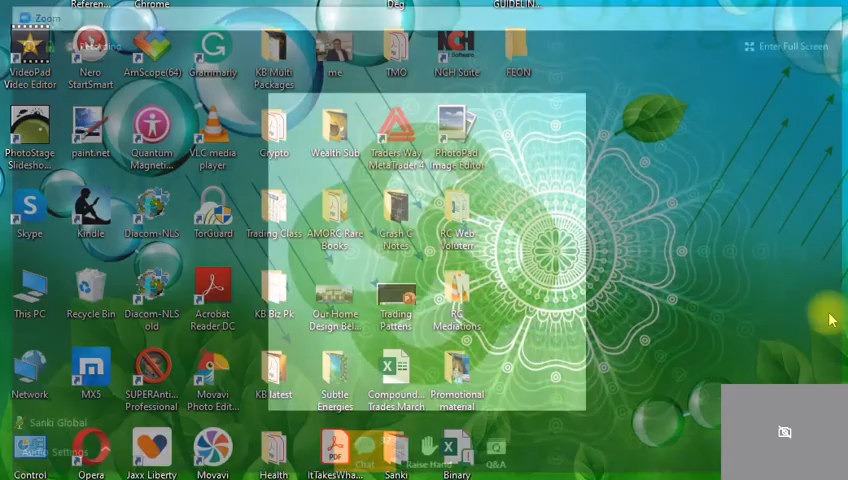 Referen... Chrome Deg GUIDELIN...
Zoom
Recording
Enter Full Screen
VideoPad Video Editor
Nero StartSmart
AmScope(64)
Grammarly
KB Multi Packages
me
TMO
NCH Suite
FEON
PhotoStage Slidesho...
paint.net
Quantum Magneti...
VLC media player
Crypto
Wealth Sub
Traders Way MetaTrader 4
PhotoPad Image Editor
Skype
Kindle
Diacom-NLS
TorGuard
Trading Class
AMORC Rare Books
Crash C Notes
RC Web
This PC
Recycle Bin
Diacom-NLS old
Acrobat Reader DC
KB Biz Pk
Our Home Design Bel...
Trading Pattens
RC Mediations
Network
MX5
SUPERAnti... Professional
Movavi Photo Edit...
KB latest
Subtle Energies
Compound... Trades March
Promotional material
Sanki Global
Audio Settings
Chat
Raise Hand
Q&A
Control
Opera
Jaxx Liberty
Movavi
Health
ItTakesWha...
Sanki
Binary